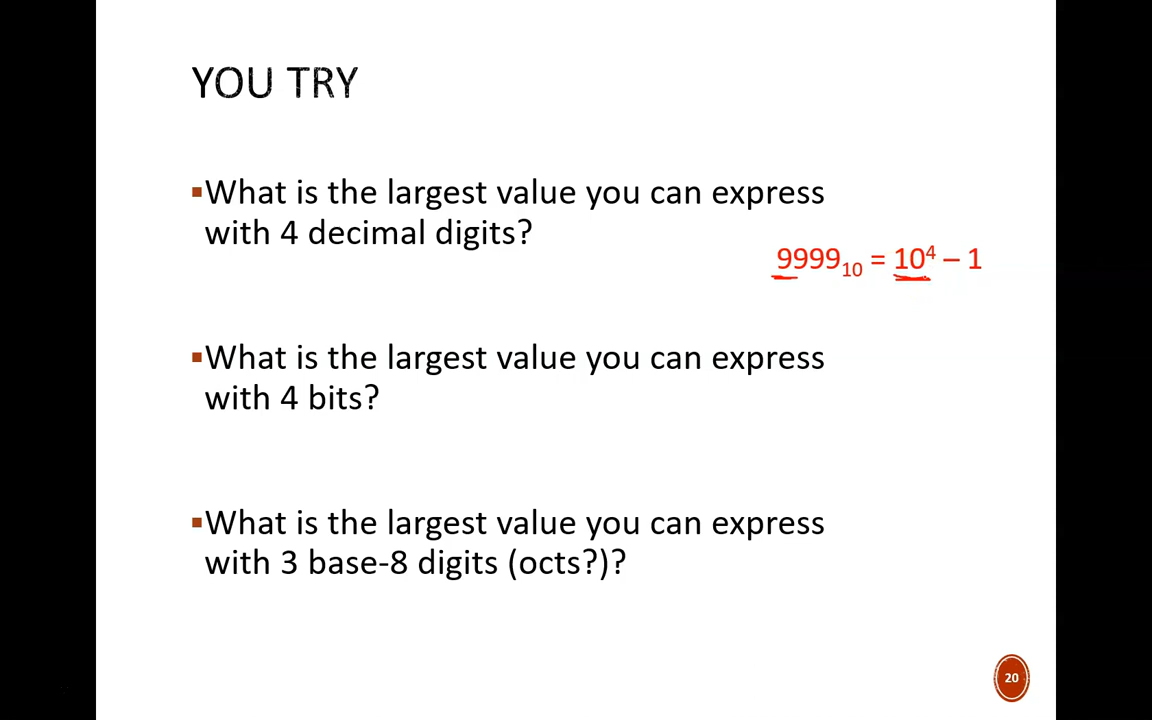 YOU TRY
▪What is the largest value you can express
with 4 decimal digits?
9999₁₀ = 10⁴ – 1
▪What is the largest value you can express
with 4 bits?
▪What is the largest value you can express
with 3 base-8 digits (octs?)?
20